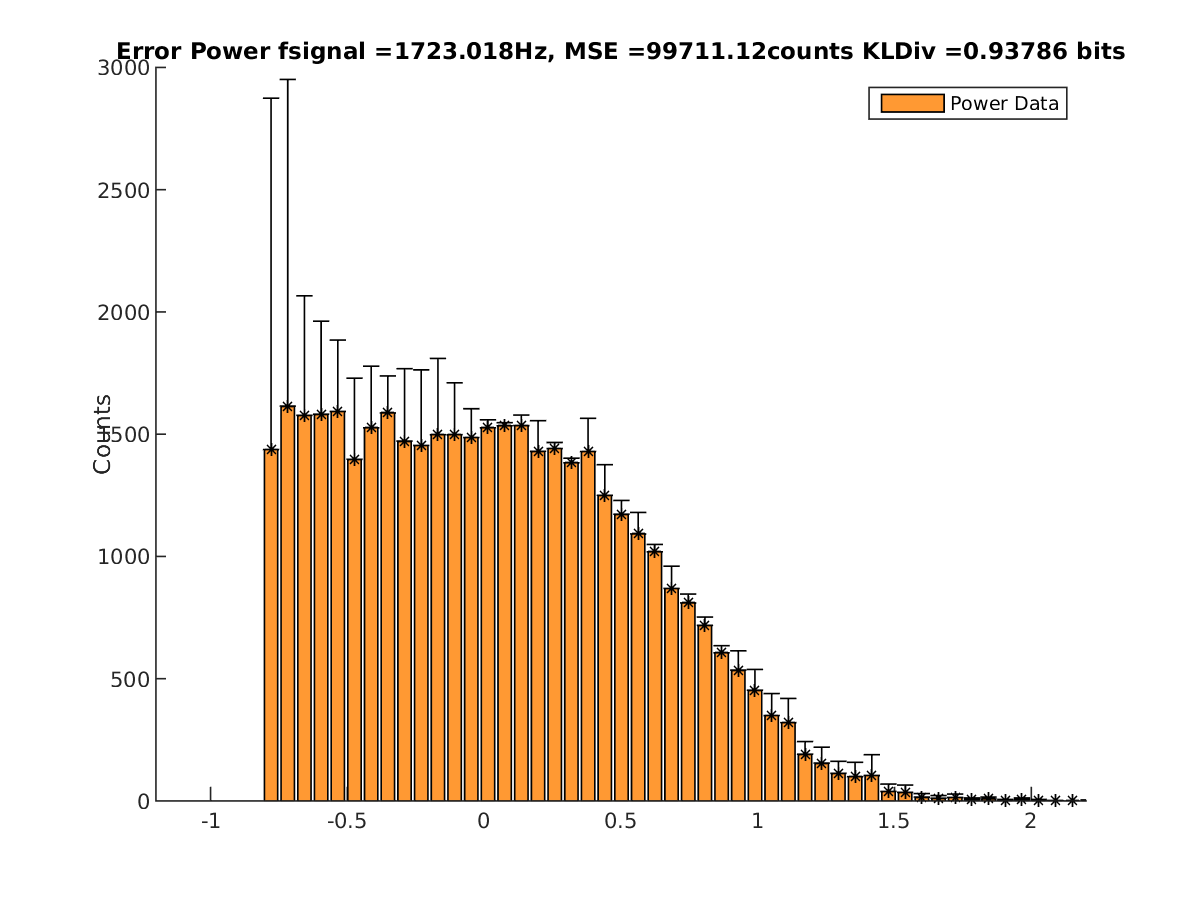 Error Power fsignal =1723.018Hz, MSE =99711.12counts KLDiv =0.93786 bits
3000
Power Data
2500
2000
1500
Counts
1000
500
0
-1 -0.5 0 0.5 1 1.5 2